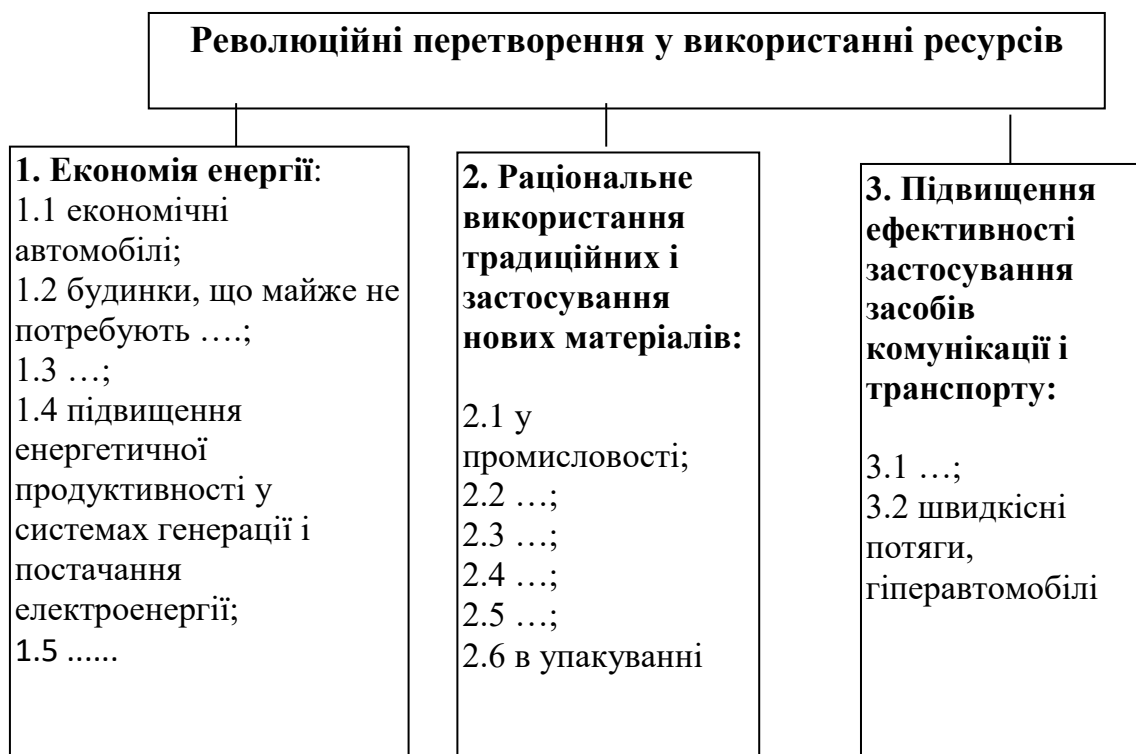 Революційні перетворення у використанні ресурсів
1. Економія енергії:
1.1 економічні
автомобілі;
1.2 будинки, що майже не
потребують ….;
1.3 …;
1.4 підвищення
енергетичної
продуктивності у
системах генерації і
постачання
електроенергії;
1.5 ......
2. Раціональне
використання
традиційних і
застосування
нових матеріалів:
2.1 у
промисловості;
2.2 …;
2.3 …;
2.4 …;
2.5 …;
2.6 в упакуванні
3. Підвищення
ефективності
застосування
засобів
комунікації і
транспорту:
3.1 …;
3.2 швидкісні
потяги,
гіперавтомобілі